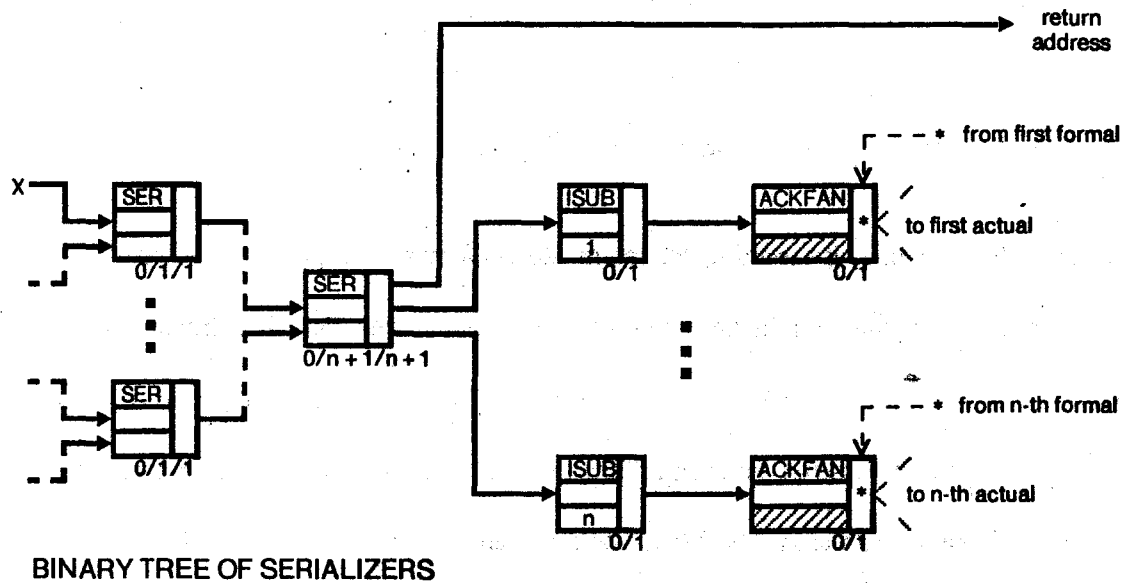 return
address
* from first formal
X
SER
ISUB
ACKFAN
*
to first actual
1
0/1/1
0/1
0/1
SER
0/n + 1/n + 1
SER
* from n-th formal
0/1/1
ISUB
ACKFAN
*
to n-th actual
n
0/1
0/1
BINARY TREE OF SERIALIZERS